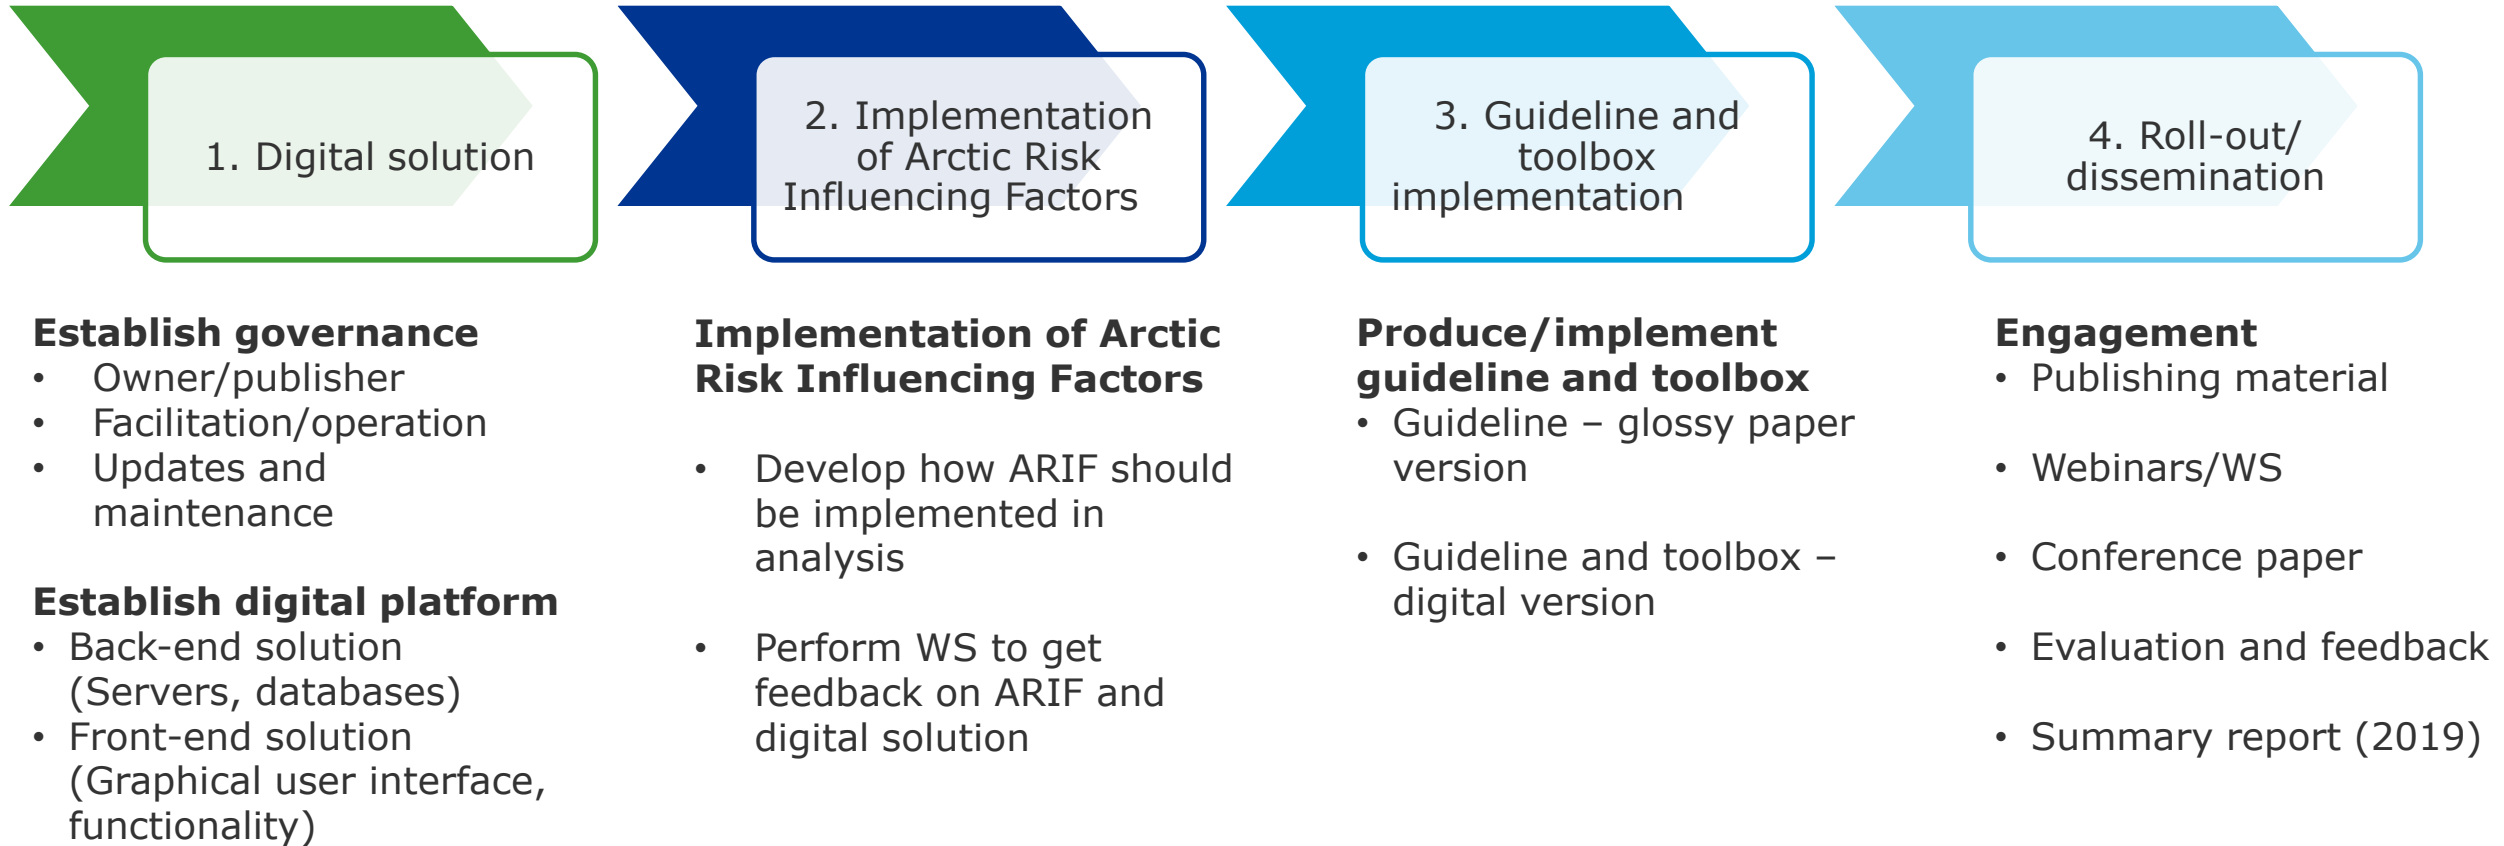 1. Digital solution
2. Implementation
of Arctic Risk
Influencing Factors
3. Guideline and
toolbox
implementation
4. Roll-out/
dissemination
Establish governance
• Owner/publisher
• Facilitation/operation
• Updates and
maintenance
Establish digital platform
• Back-end solution
(Servers, databases)
• Front-end solution
(Graphical user interface,
functionality)
Implementation of Arctic
Risk Influencing Factors
• Develop how ARIF should
be implemented in
analysis
• Perform WS to get
feedback on ARIF and
digital solution
Produce/implement
guideline and toolbox
• Guideline – glossy paper
version
• Guideline and toolbox –
digital version
Engagement
• Publishing material
• Webinars/WS
• Conference paper
• Evaluation and feedback
• Summary report (2019)